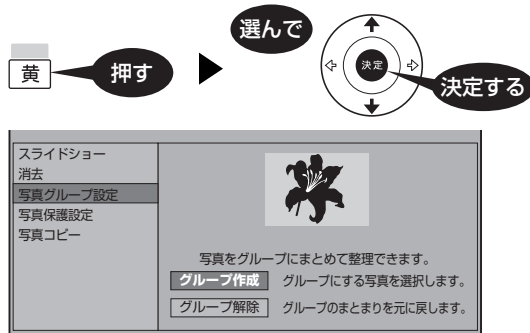 選んで
黄
押す
決定
決定する
スライドショー
消去
写真グループ設定
写真保護設定
写真コピー
写真をグループにまとめて整理できます。
グループ作成 グループにする写真を選択します。
グループ解除 グループのまとまりを元に戻します。